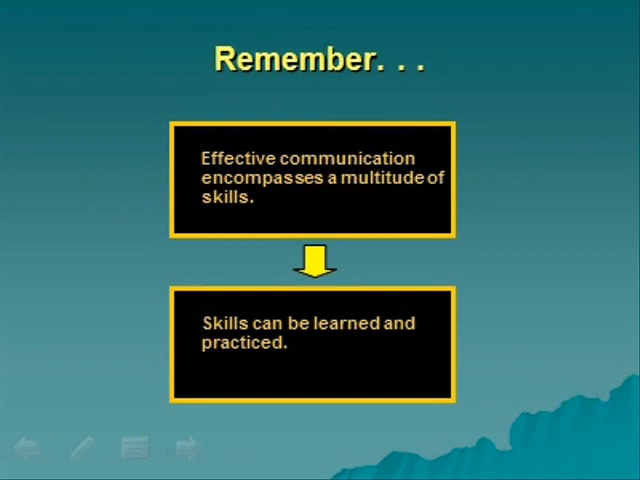 Remember. . .
Effective communication
encompasses a multitude of
skills.
Skills can be learned and
practiced.